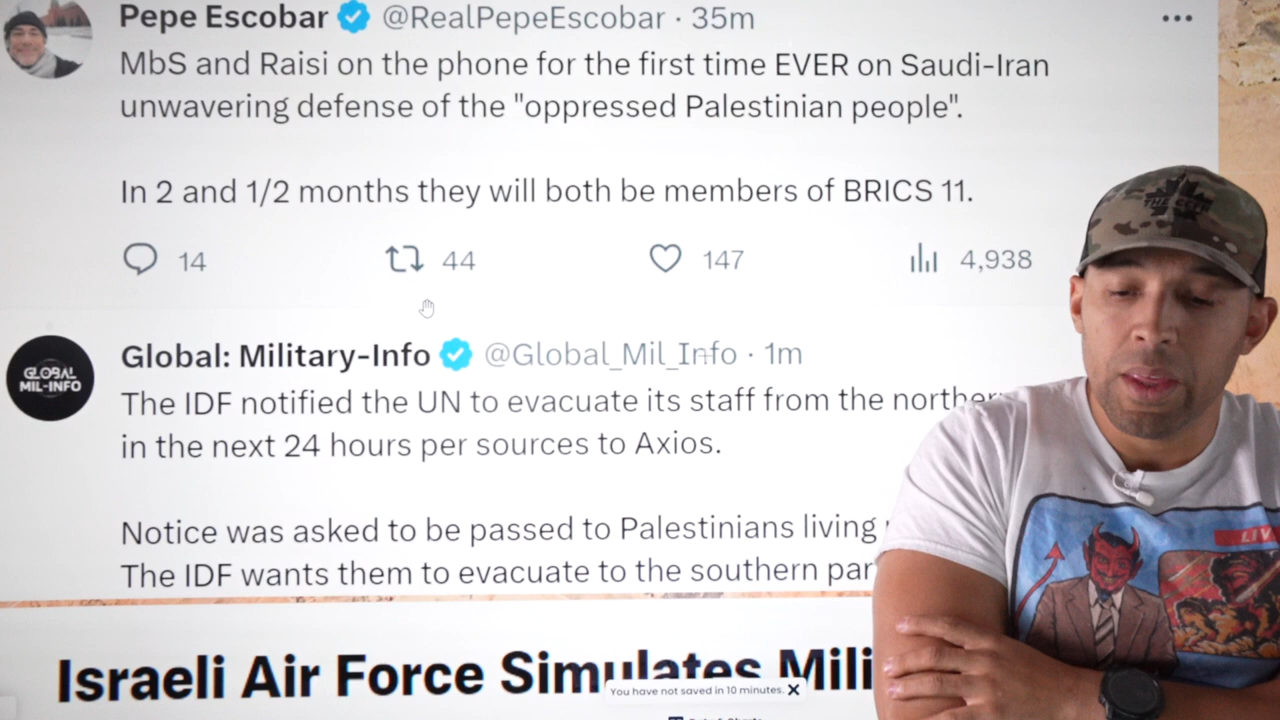 Pepe Escobar @RealPepeEscobar · 35m
MbS and Raisi on the phone for the first time EVER on Saudi-Iran
unwavering defense of the "oppressed Palestinian people".
In 2 and 1/2 months they will both be members of BRICS 11.
14 44 147 4,938
GLOBAL
MIL-INFO
Global: Military-Info @Global_Mil_Info · 1m
The IDF notified the UN to evacuate its staff from the
in the next 24 hours per sources to Axios.
Notice was asked to be passed to Palestinians living
The IDF wants them to evacuate to the southern
Israeli Air Force Simulates
You have not saved in 10 minutes.
LIV